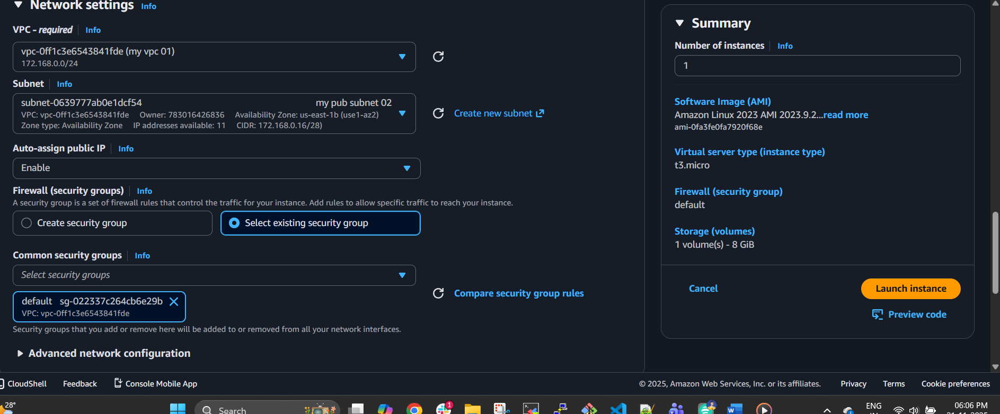 Network settings Info
VPC - required Info
vpc-0ff1c3e6543841fde (my vpc 01)
172.168.0.0/24
Subnet Info
subnet-0639777ab0e1dcf54 my pub subnet 02
VPC: vpc-0ff1c3e6543841fde Owner: 783016426836 Availability Zone: us-east-1b (use1-az2)
Zone type: Availability Zone IP addresses available: 11 CIDR: 172.168.0.16/28)
Create new subnet
Auto-assign public IP Info
Enable
Firewall (security groups) Info
A security group is a set of firewall rules that control the traffic for your instance. Add rules to allow specific traffic to reach your instance.
Create security group
Select existing security group
Common security groups Info
Select security groups
default sg-022337c264cb6e29b
VPC: vpc-0ff1c3e6543841fde
Compare security group rules
Security groups that you add or remove here will be added to or removed from all your network interfaces.
Advanced network configuration
Summary
Number of instances Info
1
Software Image (AMI)
Amazon Linux 2023 AMI 2023.9.2...read more
ami-0fa3fe0fa7920f68e
Virtual server type (instance type)
t3.micro
Firewall (security group)
default
Storage (volumes)
1 volume(s) - 8 GiB
Cancel
Launch instance
Preview code
CloudShell Feedback Console Mobile App
© 2025, Amazon Web Services, Inc. or its affiliates. Privacy Terms Cookie preferences
28°
Search
1
ENG
06:06 PM